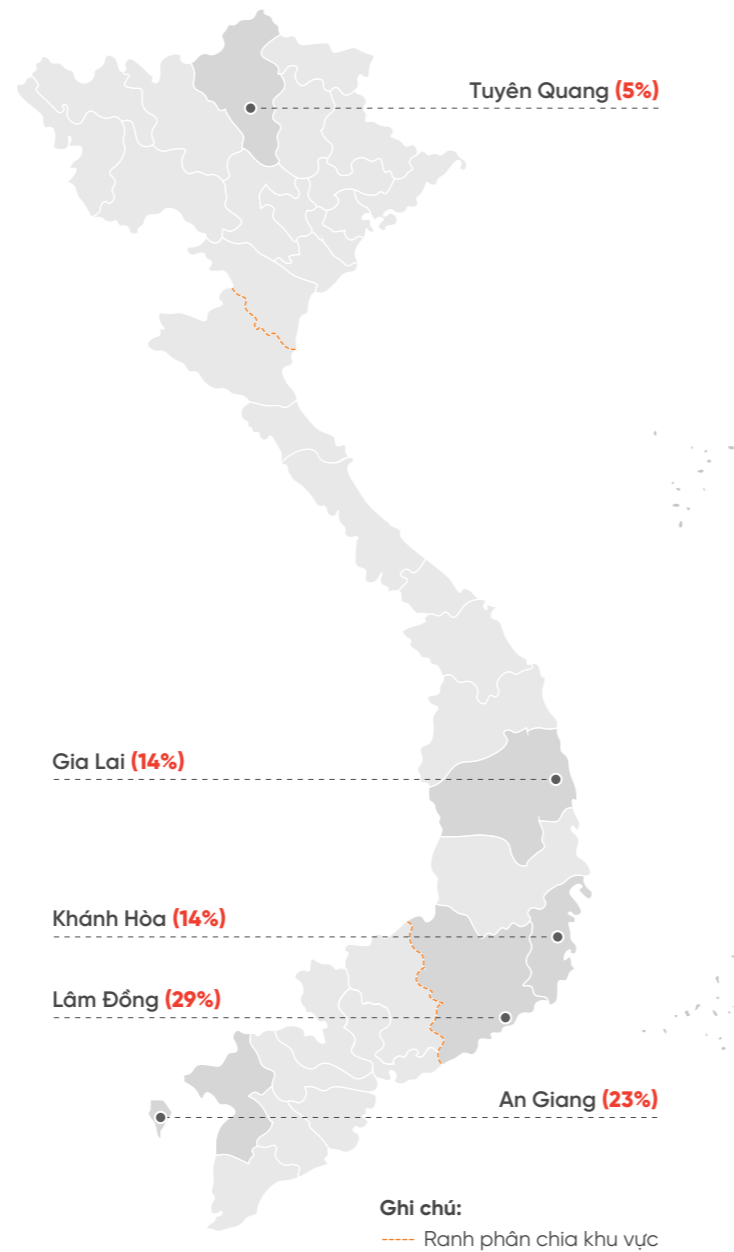 Tuyên Quang (5%)
Gia Lai (14%)
Khánh Hòa (14%)
Lâm Đồng (29%)
An Giang (23%)
Ghi chú:
Ranh phân chia khu vực